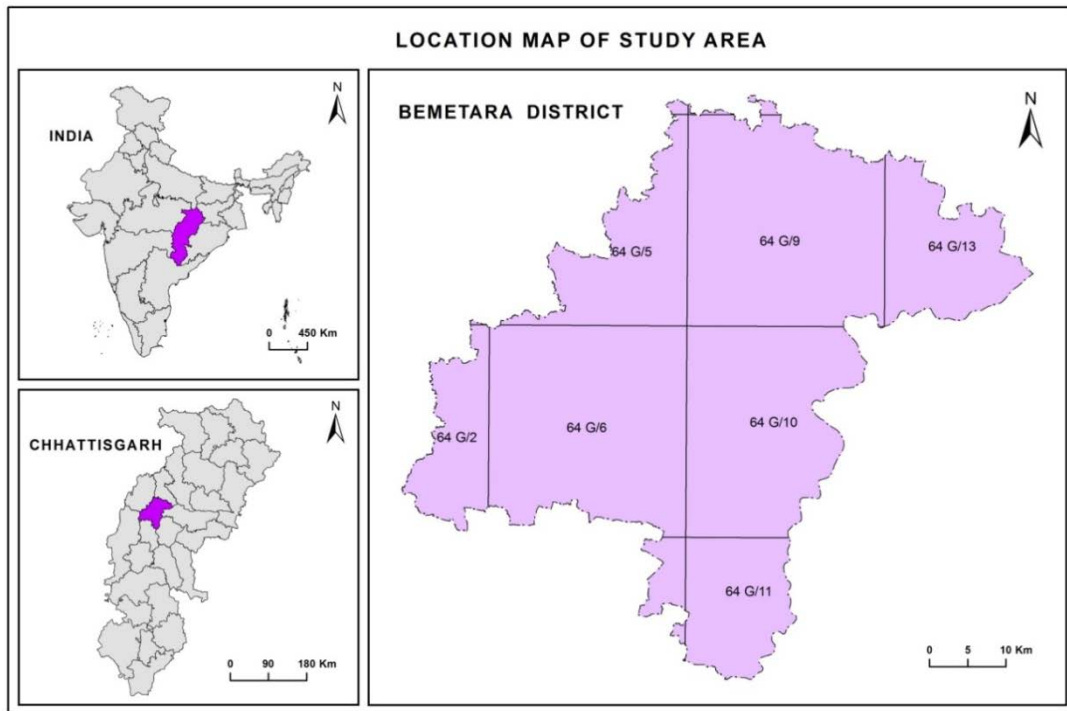 LOCATION MAP OF STUDY AREA
N
INDIA
0 450 Km
N
CHHATTISGARH
0 90 180 Km
BEMETARA DISTRICT
N
64 G/5
64 G/9
64 G/13
64 G/2
64 G/6
64 G/10
64 G/11
0 5 10 Km